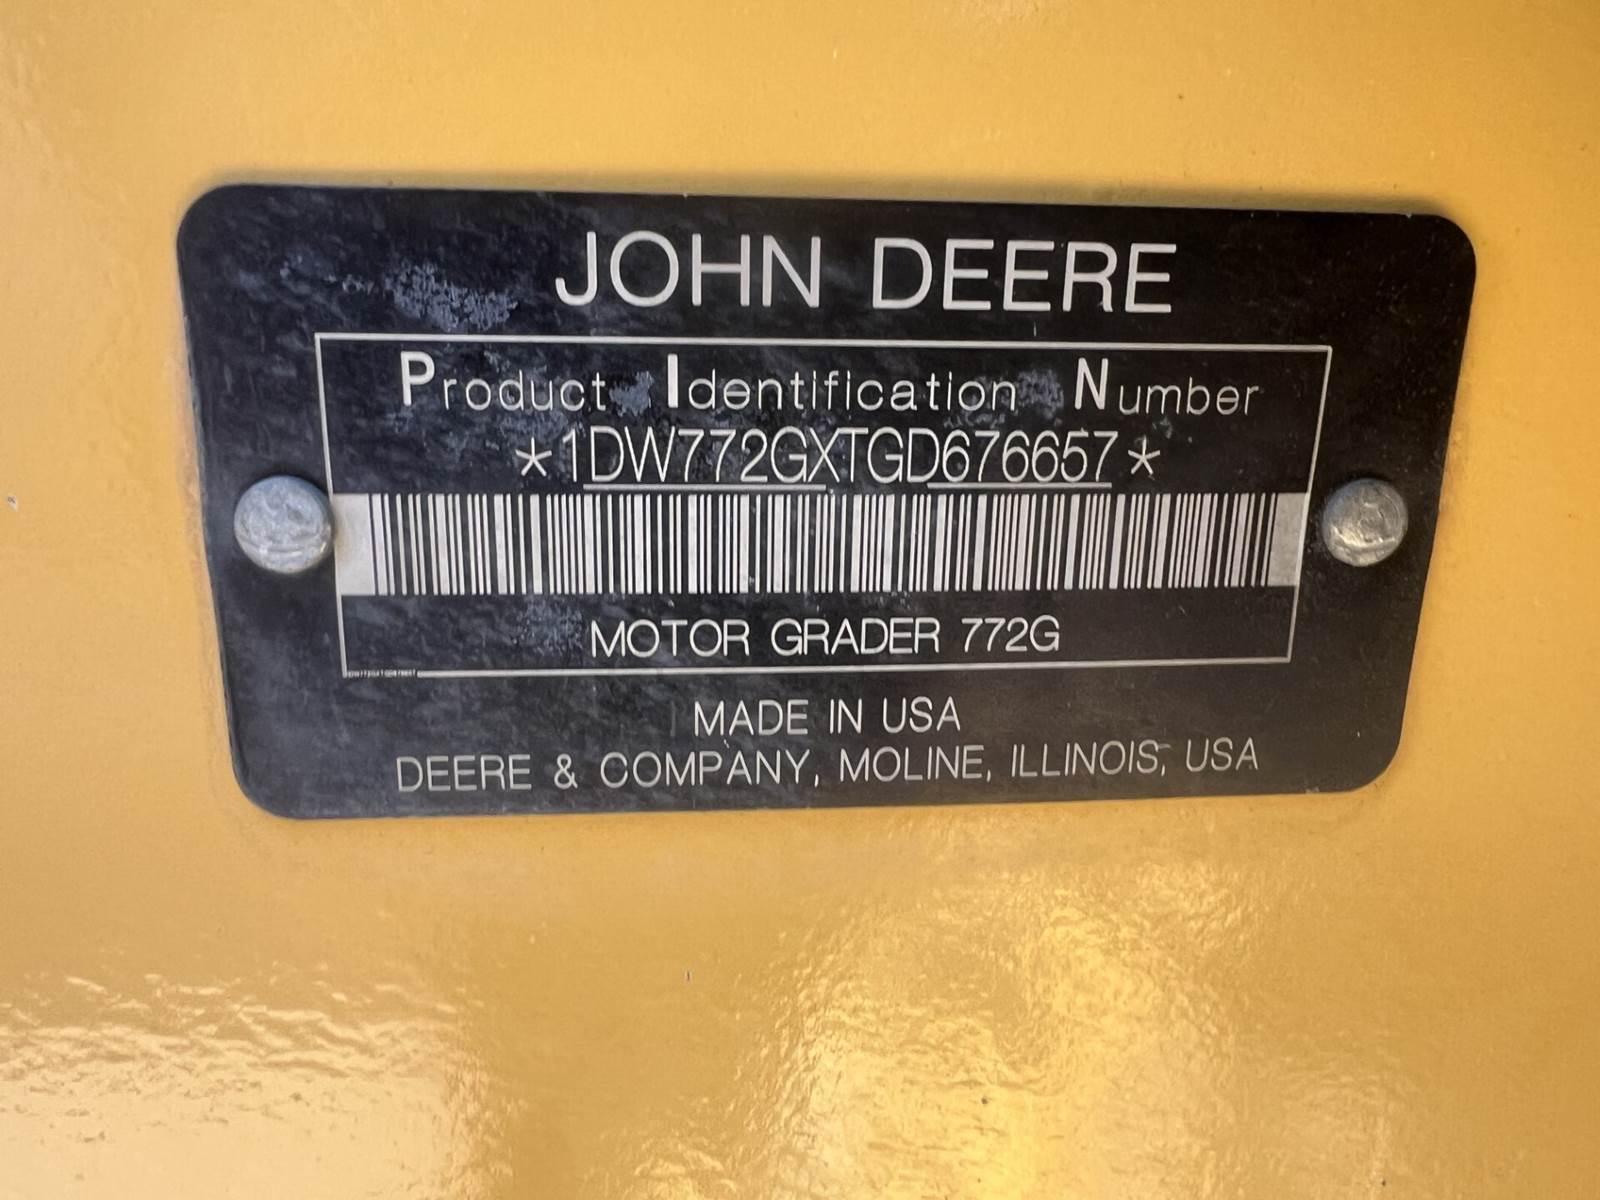 JOHN DEERE
Product Identification Number
*1DW772GXTGD676657*
MOTOR GRADER 772G
MADE IN USA
DEERE & COMPANY, MOLINE, ILLINOIS, USA